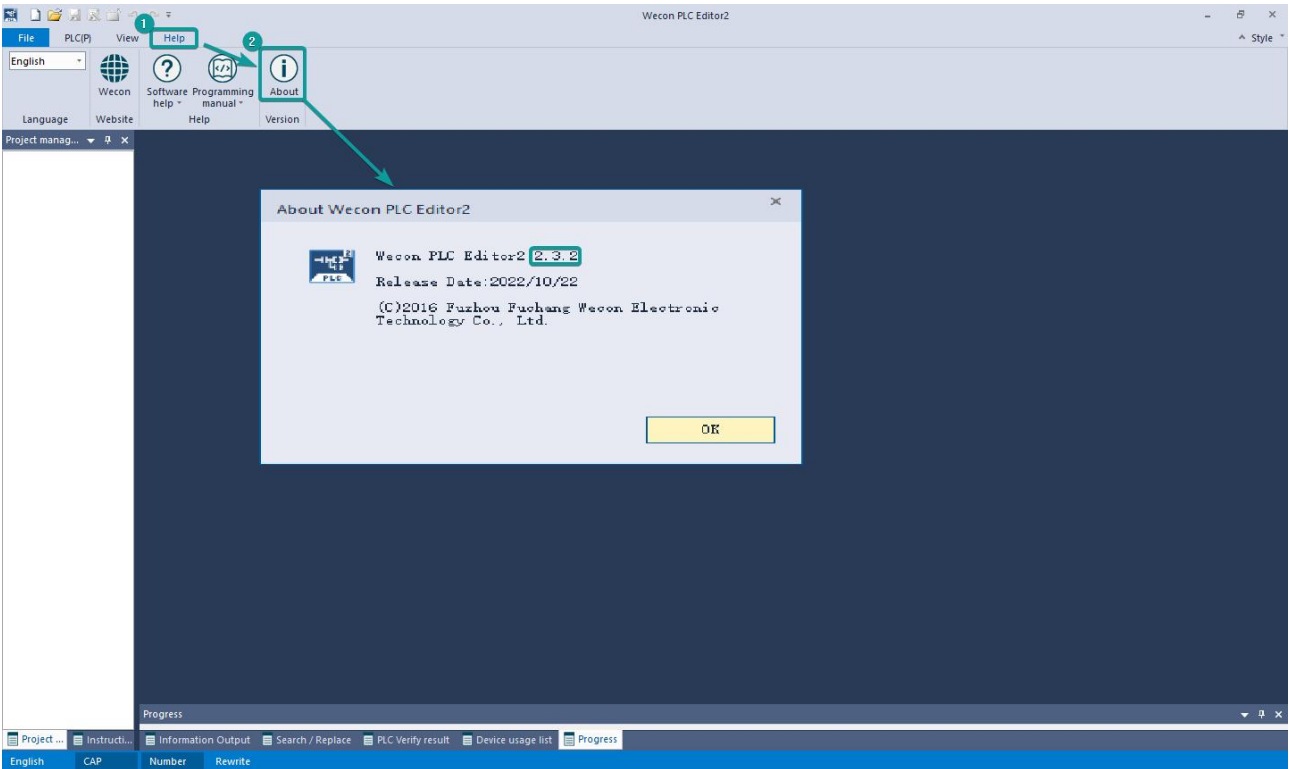 Wecon PLC Editor2
1
2
File PLC(P) View Help Style
English
Wecon
Software help
Programming manual
About
Language Website Help Version
Project manag...
About Wecon PLC Editor2
PLC
Wecon PLC Editor2 2.3.2
Release Date:2022/10/22
(C)2016 Fuzhou Fuchang Wecon Electronic
Technology Co., Ltd.
OK
Progress
Project ... Instructi... Information Output Search / Replace PLC Verify result Device usage list Progress
English CAP Number Rewrite